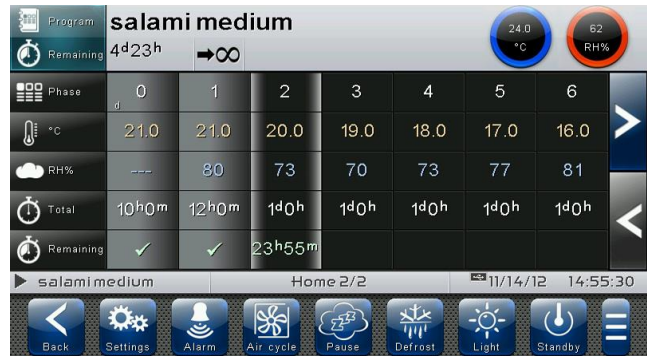 Program salami medium 24.0 °C 62 RH%
Remaining 4d23h ➡∞
Phase d 0 1 2 3 4 5 6
°C 21.0 21.0 20.0 19.0 18.0 17.0 16.0
RH% --- 80 73 70 73 77 81
Total 10h0m 12h0m 1d0h 1d0h 1d0h 1d0h 1d0h
Remaining ✓ ✓ 23h55m
salami medium Home 2/2 11/14/12 14:55:30
Back Settings Alarm Air cycle Pause Defrost Light Standby